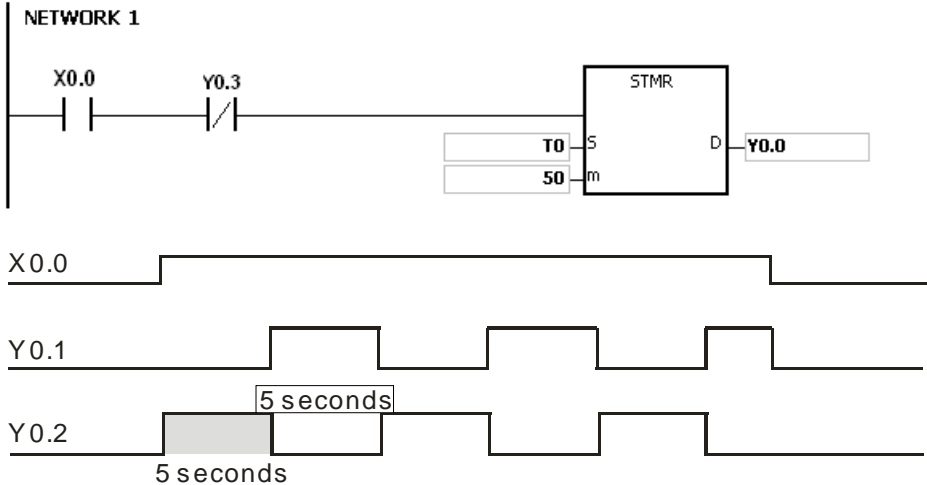 NETWORK 1
X0.0
Y0.3
STMR
T0 S D Y0.0
50 m
X0.0
Y0.1
5 seconds
Y0.2
5 seconds